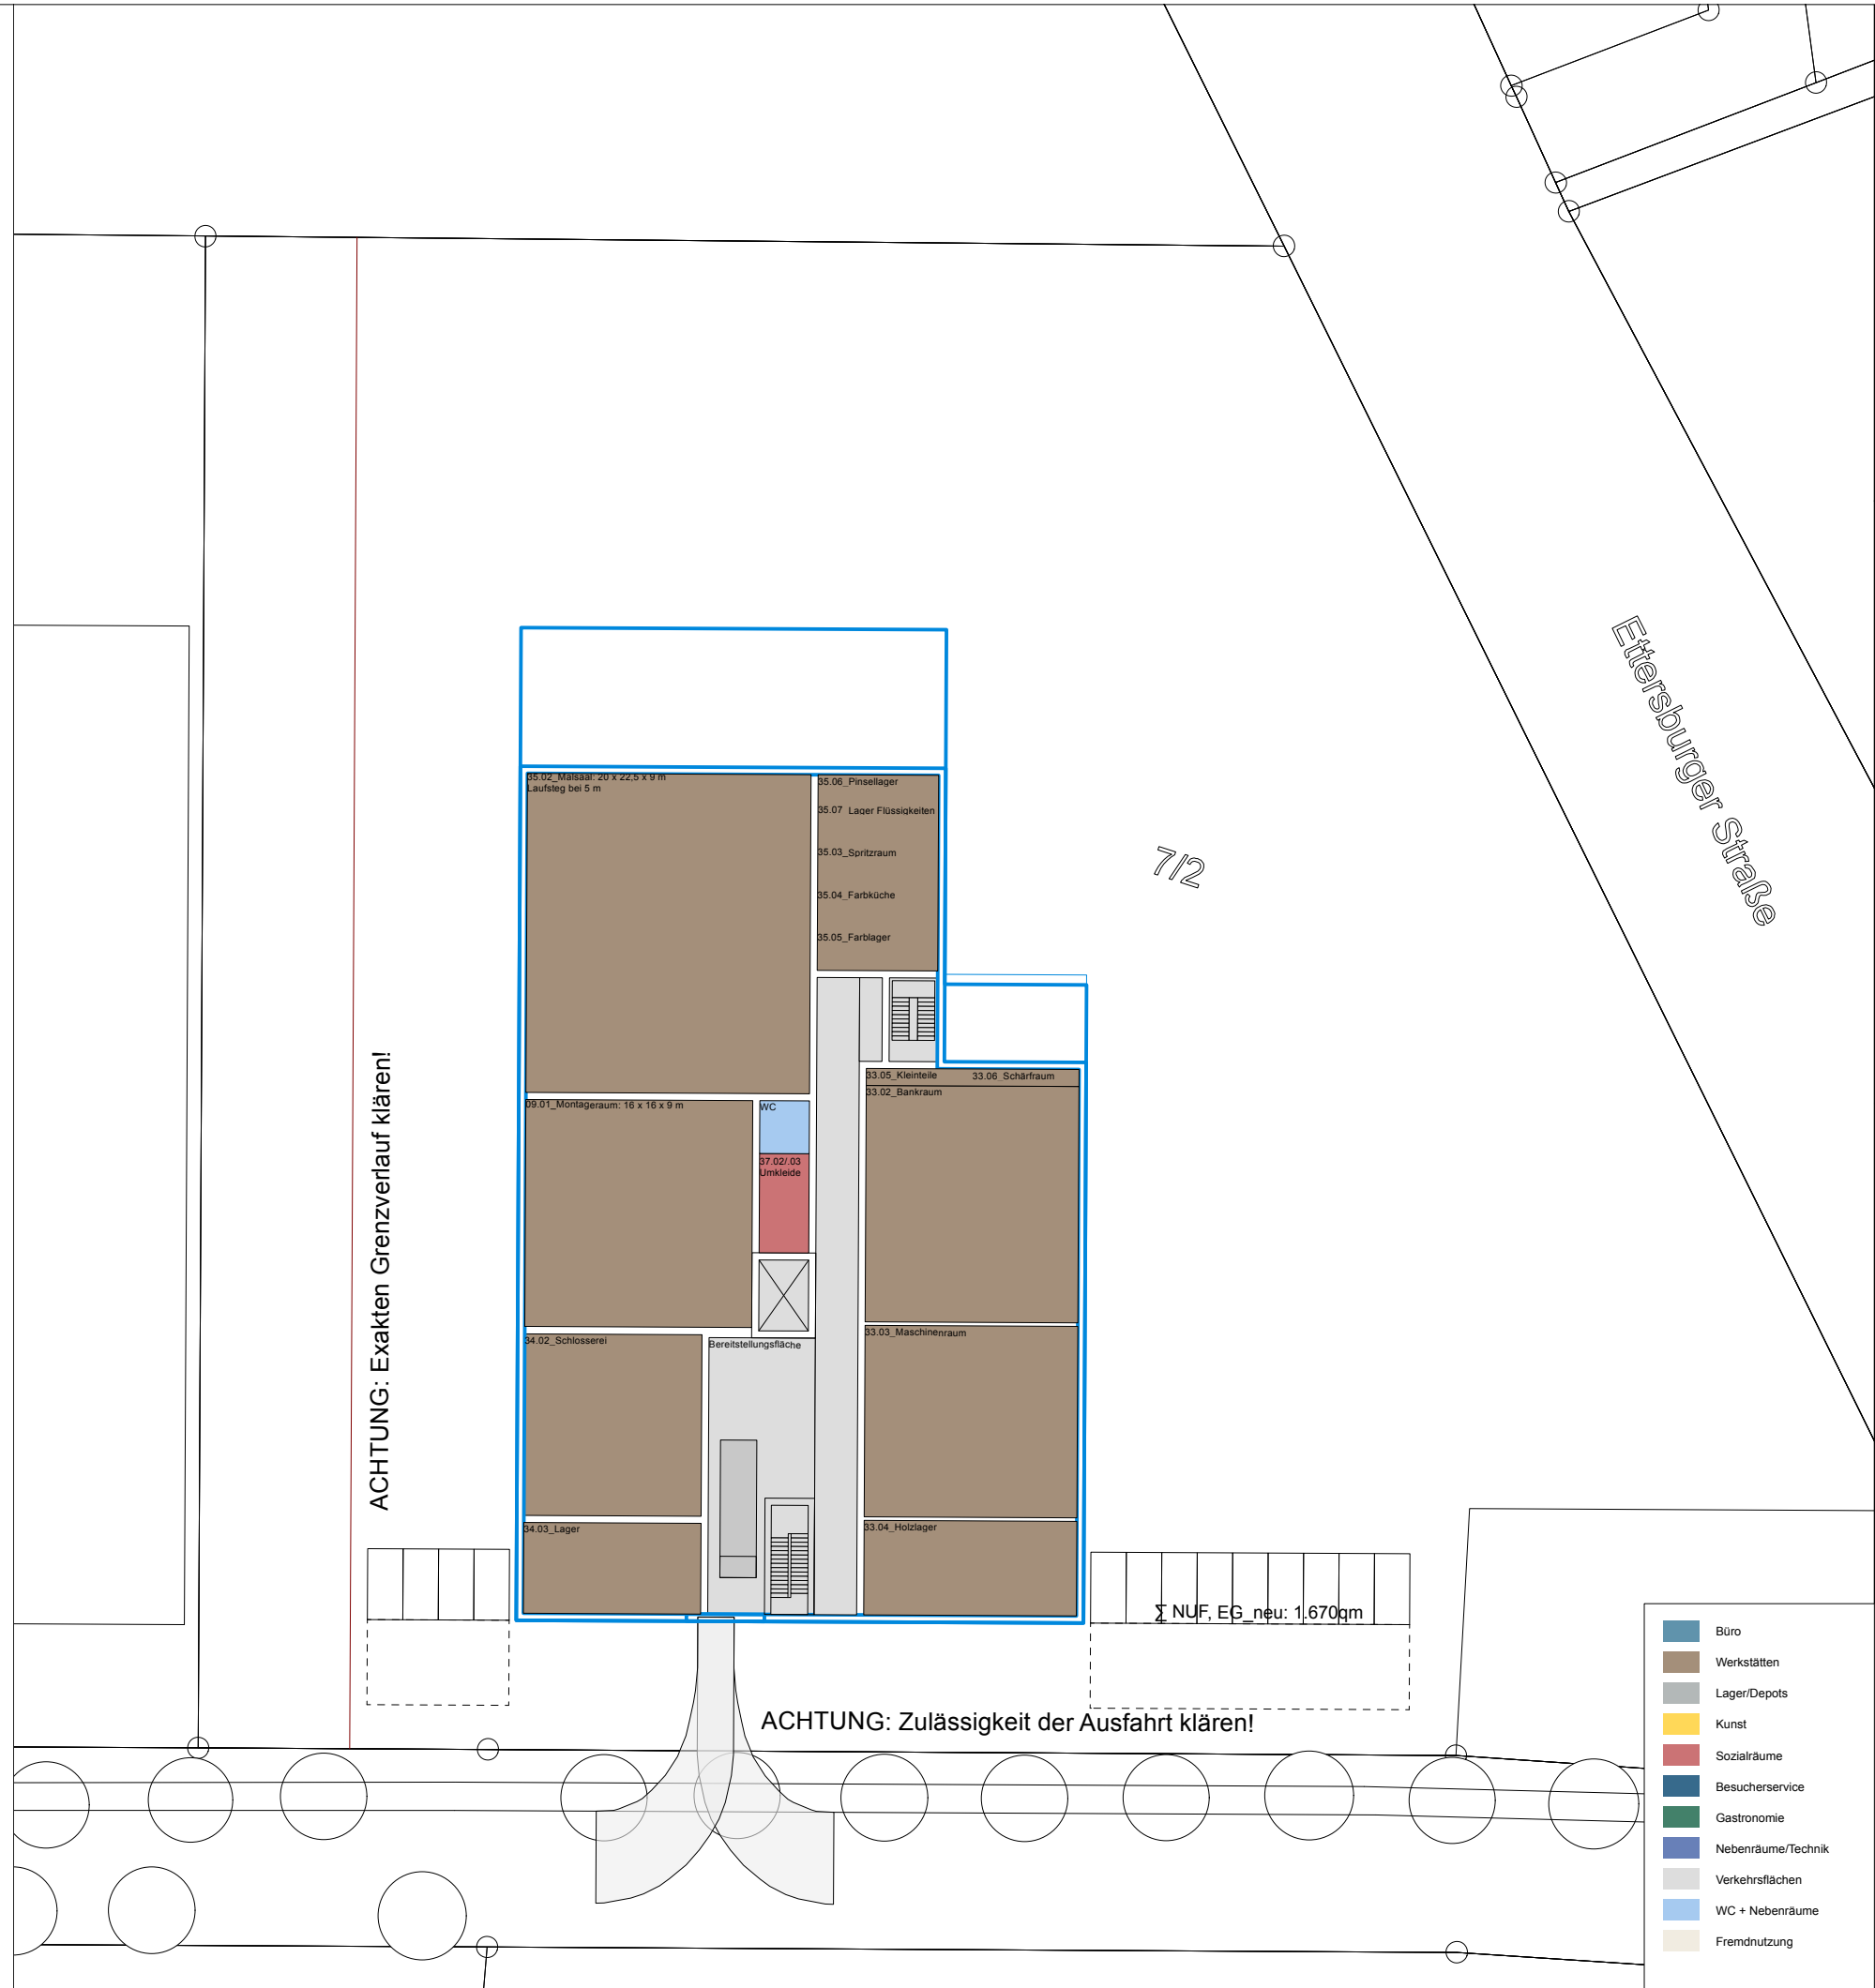 Ettersburger Straße
35.02_Malsaal: 20 x 22,5 x 9 m
Laufsteg bei 5 m
35.06_Pinsellager
35.07_Lager Flüssigkeiten
35.03_Spritzraum
35.04_Farbküche
35.05_Farblager
7/2
ACHTUNG: Exakten Grenzverlauf klären!
33.05_Kleinteile
33.06_Schärfraum
33.02_Bankraum
09.01_Montageraum: 16 x 16 x 9 m
WC
37.02/.03
Umkleide
33.03_Maschinenraum
34.02_Schlosserei
Bereitstellungsfläche
34.03_Lager
33.04_Holzlager
∑ NUF, EG_neu: 1.670qm
ACHTUNG: Zulässigkeit der Ausfahrt klären!
Büro
Werkstätten
Lager/Depots
Kunst
Sozialräume
Besucherservice
Gastronomie
Nebenräume/Technik
Verkehrsflächen
WC + Nebenräume
Fremdnutzung